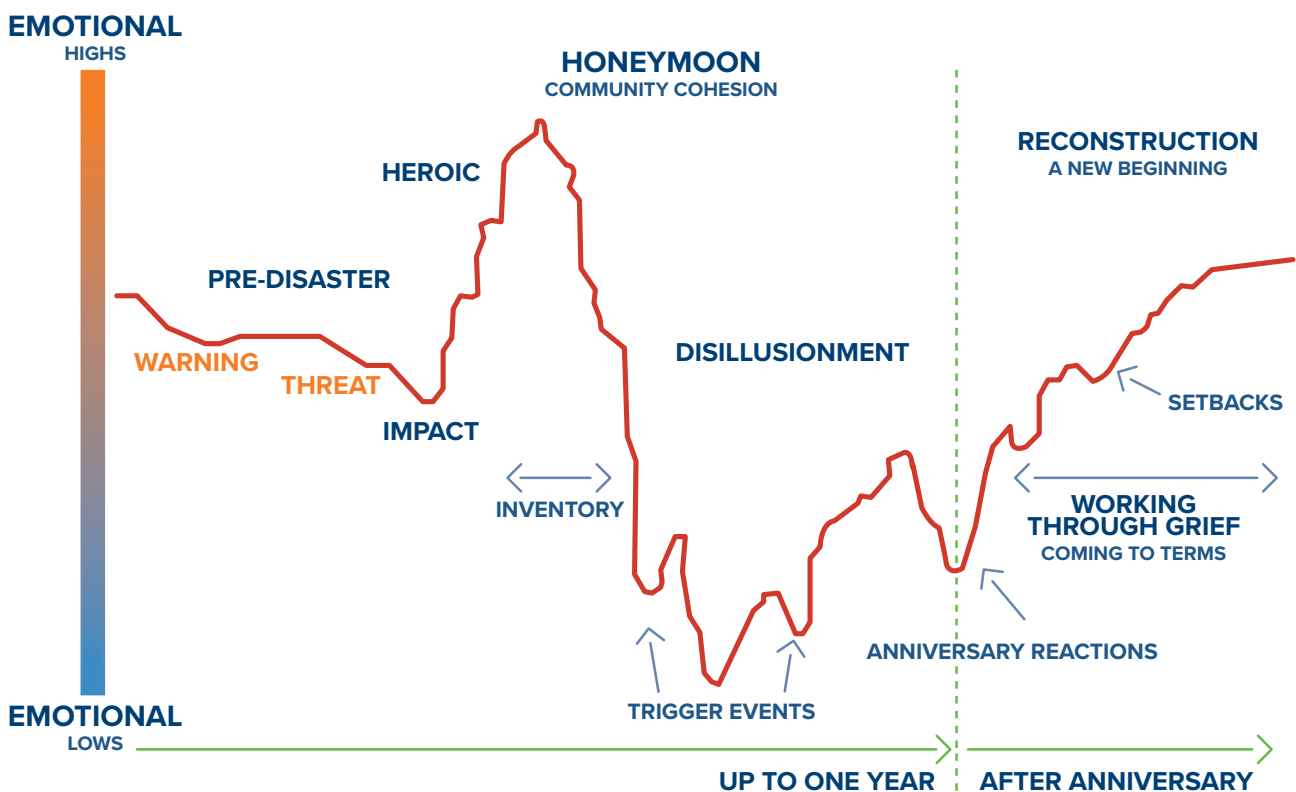 EMOTIONAL
HIGHS
HONEYMOON
COMMUNITY COHESION
RECONSTRUCTION
A NEW BEGINNING
HEROIC
PRE-DISASTER
WARNING
THREAT
IMPACT
DISILLUSIONMENT
SETBACKS
INVENTORY
WORKING
THROUGH GRIEF
COMING TO TERMS
ANNIVERSARY REACTIONS
TRIGGER EVENTS
EMOTIONAL
LOWS
UP TO ONE YEAR
AFTER ANNIVERSARY